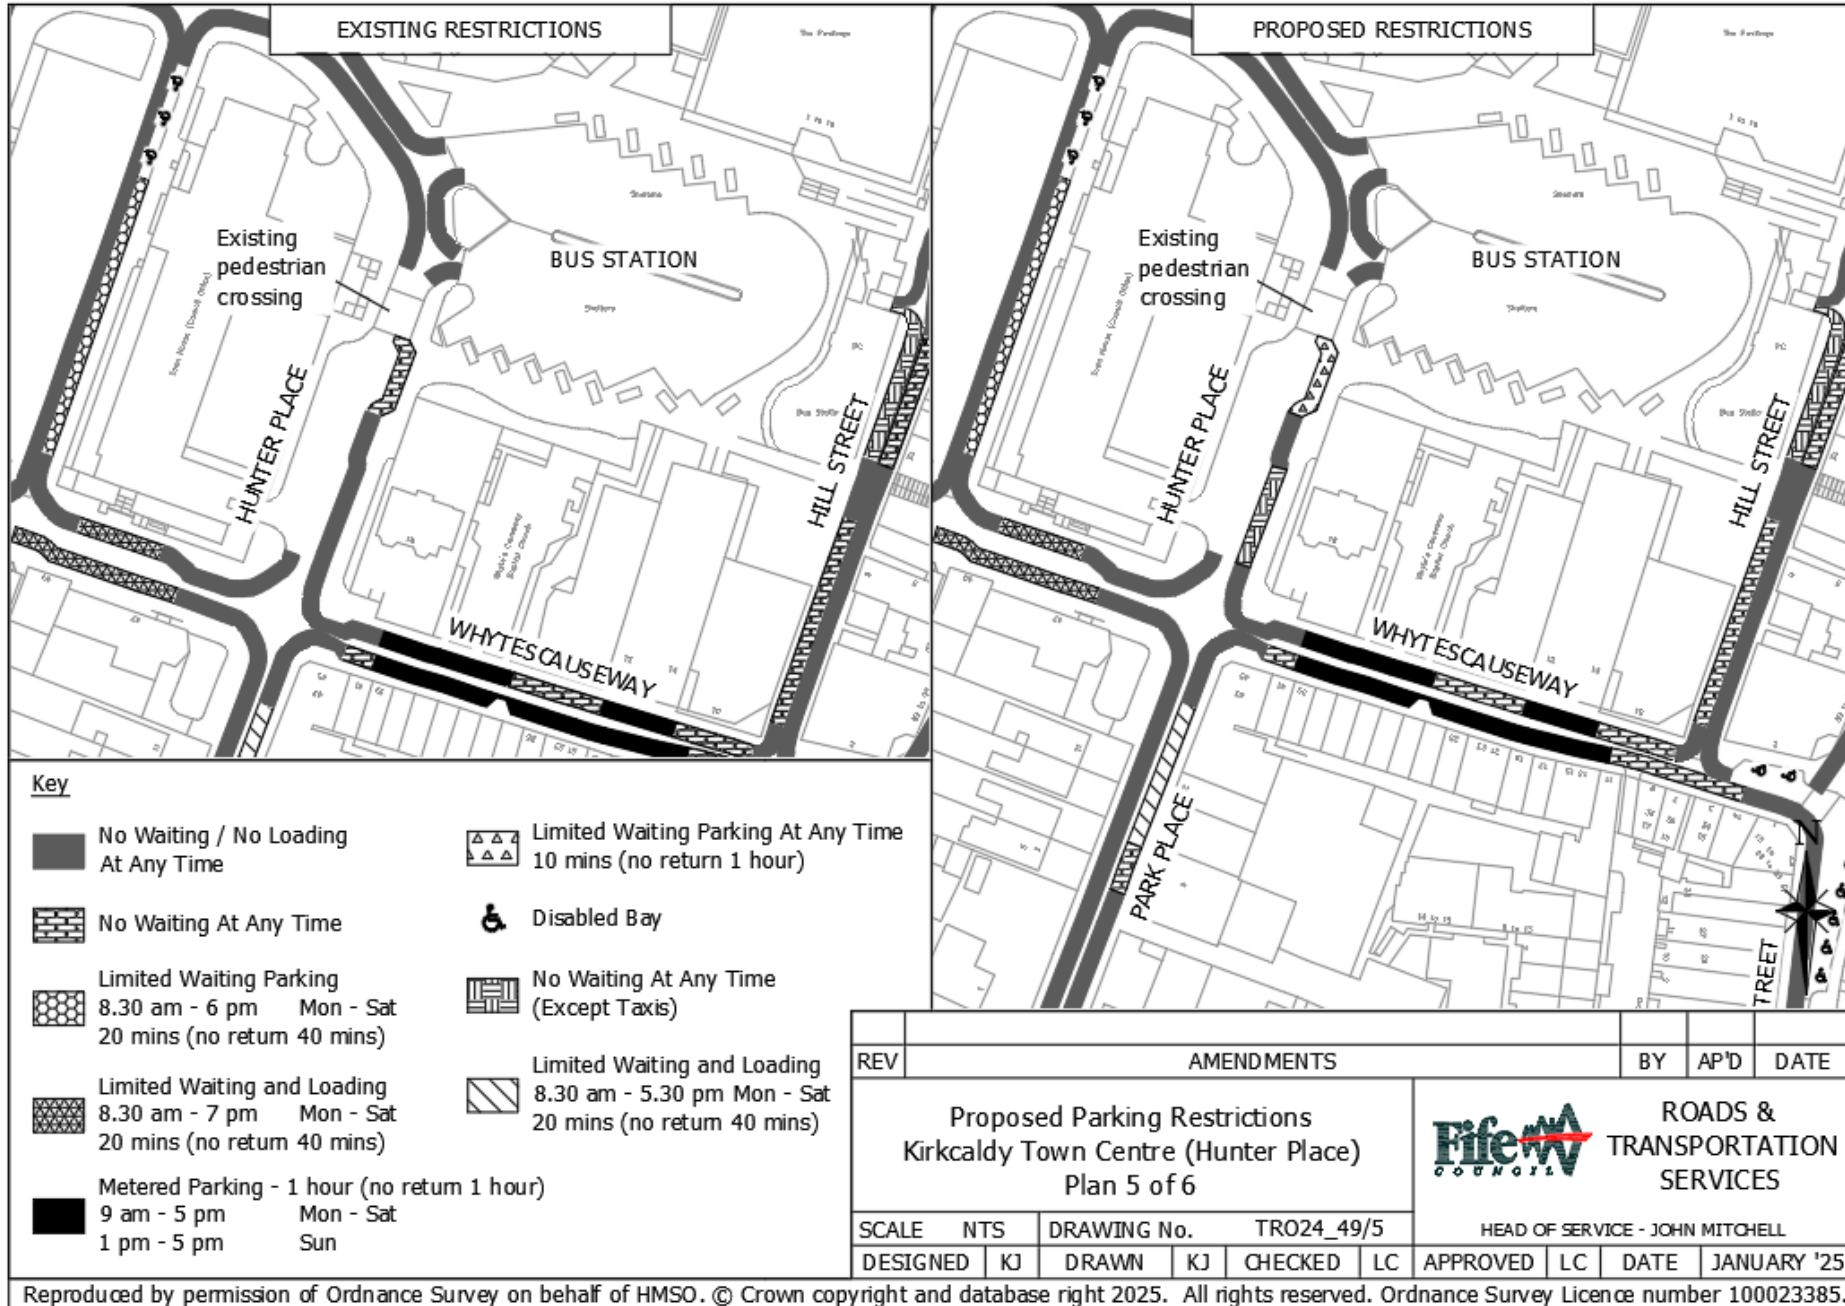 EXISTING RESTRICTIONS
Existing
pedestrian
crossing
BUS STATION
HUNTER PLACE
HILL STREET
WHYTESCAUSEWAY
PROPOSED RESTRICTIONS
Existing
pedestrian
crossing
BUS STATION
HUNTER PLACE
HILL STREET
WHYTESCAUSEWAY
PARK PLACE
TREET
N
Key
No Waiting / No Loading
At Any Time
No Waiting At Any Time
Limited Waiting Parking
8.30 am - 6 pm Mon - Sat
20 mins (no return 40 mins)
Limited Waiting and Loading
8.30 am - 7 pm Mon - Sat
20 mins (no return 40 mins)
Metered Parking - 1 hour (no return 1 hour)
9 am - 5 pm Mon - Sat
1 pm - 5 pm Sun
Limited Waiting Parking At Any Time
10 mins (no return 1 hour)
Disabled Bay
No Waiting At Any Time
(Except Taxis)
Limited Waiting and Loading
8.30 am - 5.30 pm Mon - Sat
20 mins (no return 40 mins)
REV AMENDMENTS BY AP'D DATE
Proposed Parking Restrictions
Kirkcaldy Town Centre (Hunter Place)
Plan 5 of 6
Fife
COUNCIL
ROADS &
TRANSPORTATION
SERVICES
HEAD OF SERVICE - JOHN MITCHELL
SCALE NTS DRAWING No. TRO24_49/5
DESIGNED KJ DRAWN KJ CHECKED LC APPROVED LC DATE JANUARY '25
Reproduced by permission of Ordnance Survey on behalf of HMSO. © Crown copyright and database right 2025. All rights reserved. Ordnance Survey Licence number 100023385.